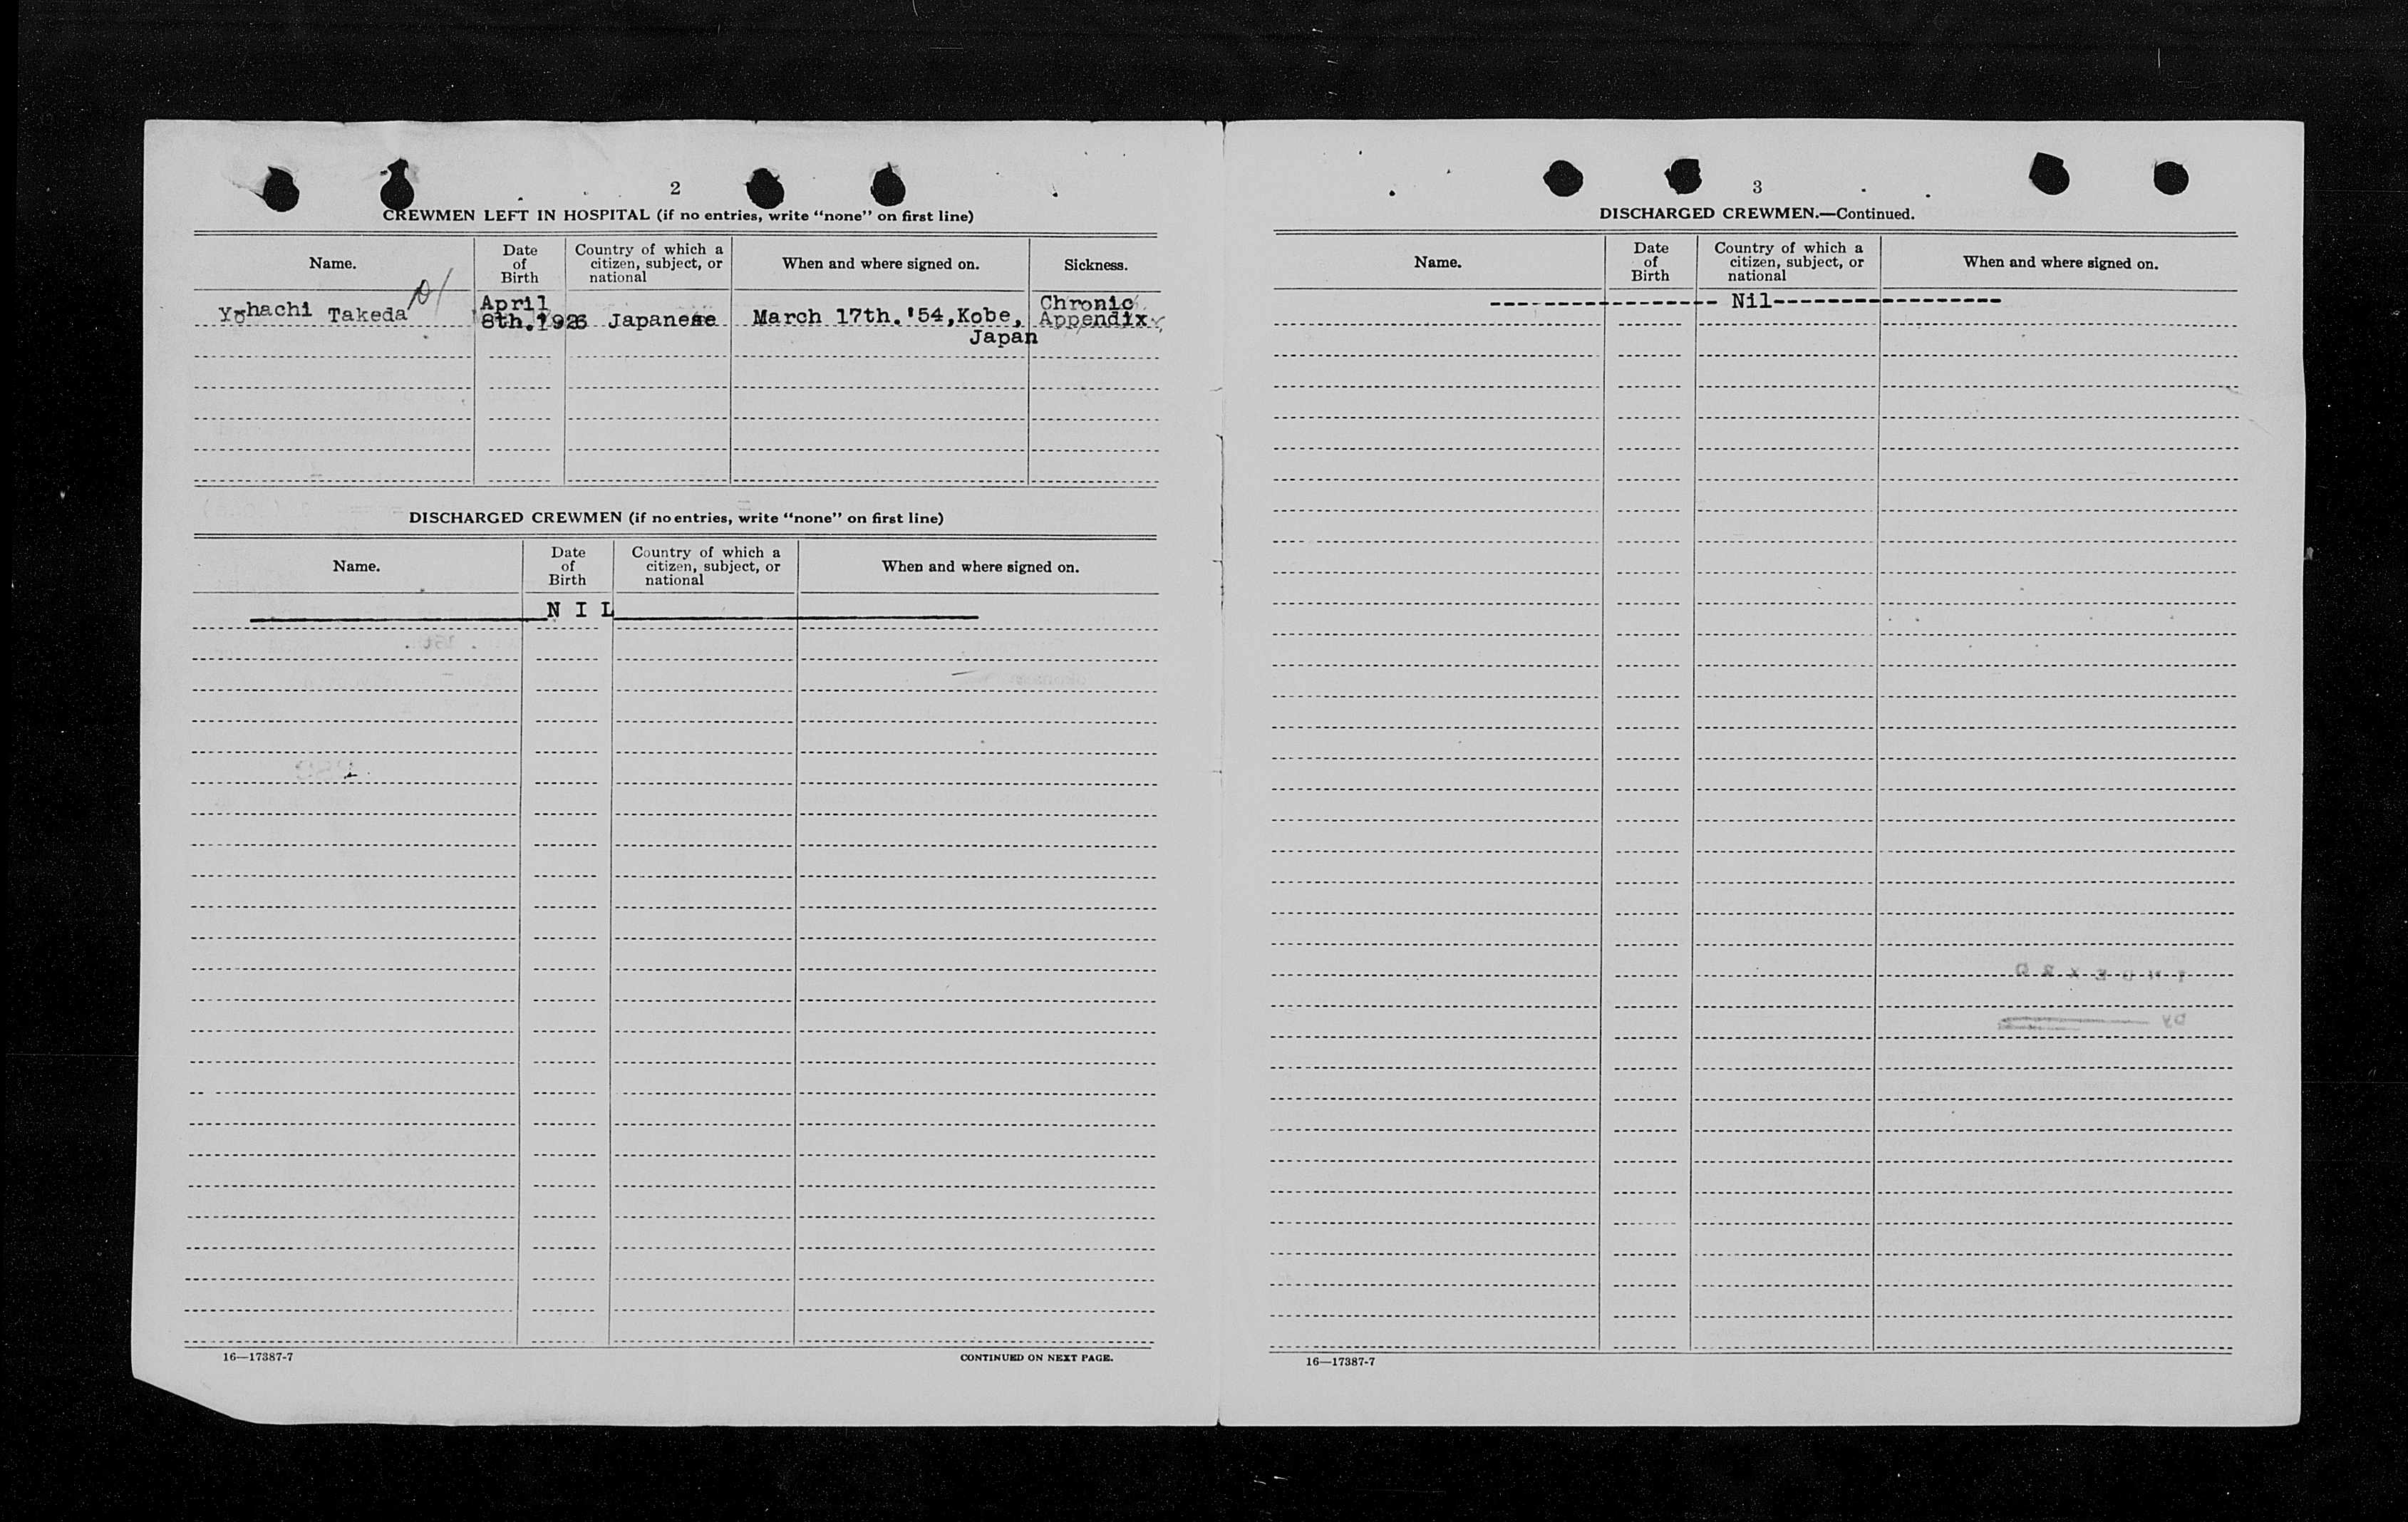 2
CREWMEN LEFT IN HOSPITAL (if no entries, write “none” on first line)
Name. Date of Birth Country of which a citizen, subject, or national When and where signed on. Sickness.
Yohachi Takeda April 8th.1926 Japanese March 17th.'54,Kobe, Japan Chronic Appendix
DISCHARGED CREWMEN (if no entries, write “none” on first line)
Name. Date of Birth Country of which a citizen, subject, or national When and where signed on.
N I L
16—17387-7
CONTINUED ON NEXT PAGE.
3
DISCHARGED CREWMEN.—Continued.
Name. Date of Birth Country of which a citizen, subject, or national When and where signed on.
Nil
16—17387-7